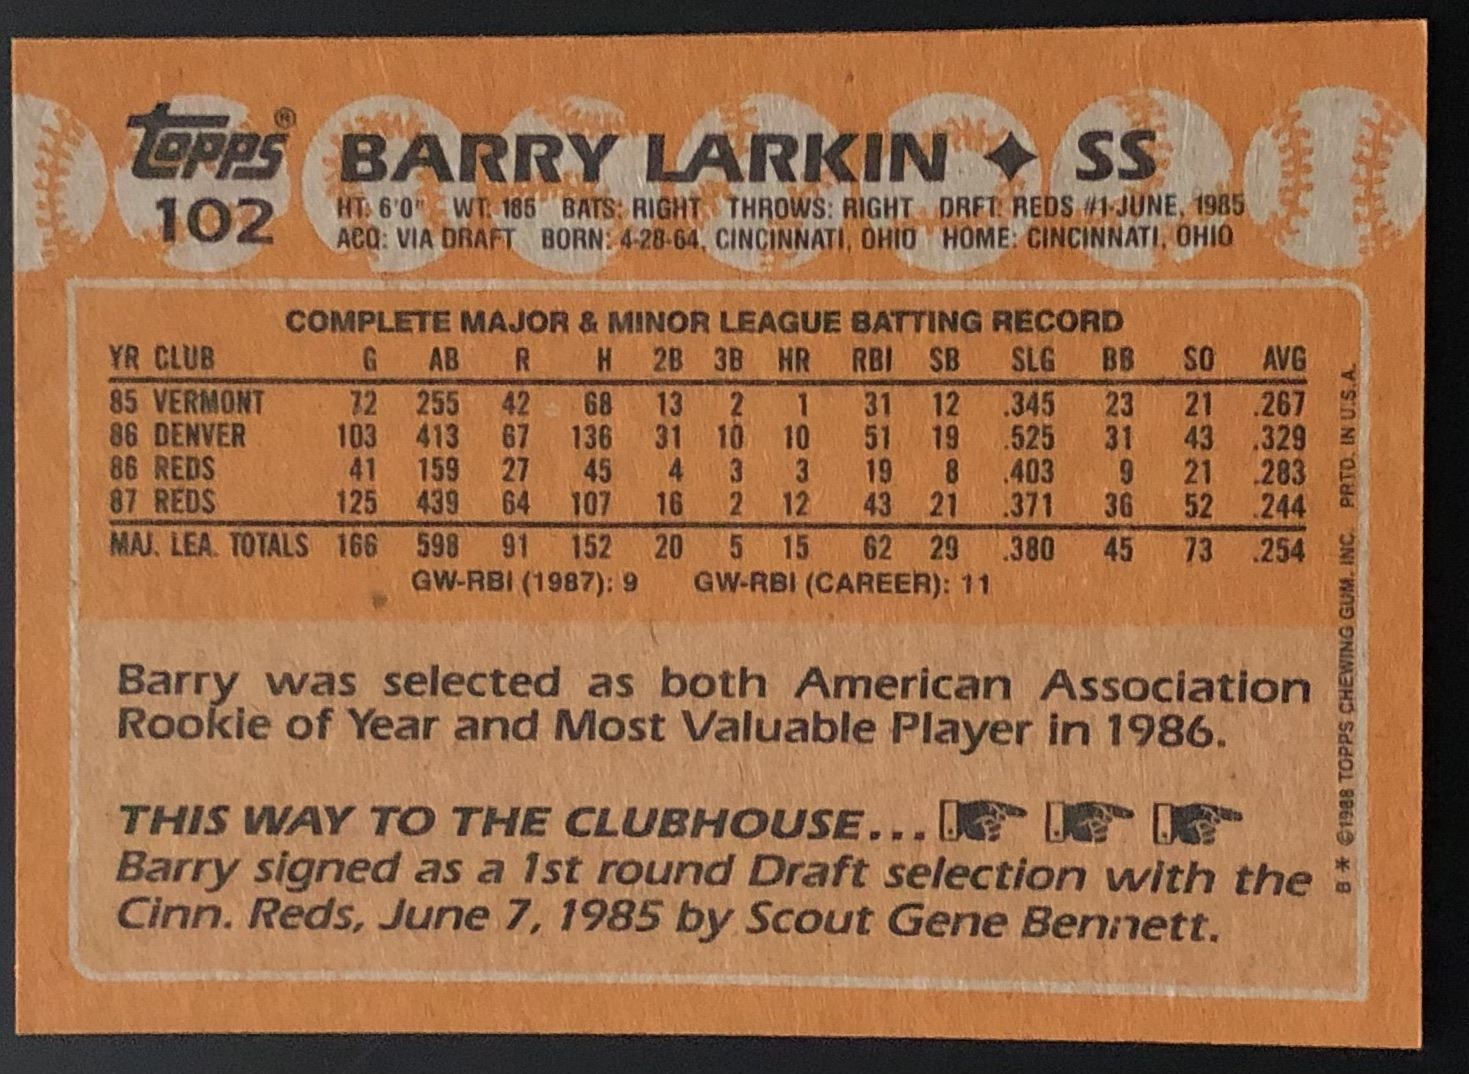 Topps®
102
BARRY LARKIN ✦ SS
HT: 6'0" WT: 185 BATS: RIGHT THROWS: RIGHT DRFT: REDS #1-JUNE, 1985
ACQ: VIA DRAFT BORN: 4-28-64, CINCINNATI, OHIO HOME: CINCINNATI, OHIO
COMPLETE MAJOR & MINOR LEAGUE BATTING RECORD
YR CLUB G AB R H 2B 3B HR RBI SB SLG BB SO AVG
85 VERMONT 72 255 42 68 13 2 1 31 12 .345 23 21 .267
86 DENVER 103 413 67 136 31 10 10 51 19 .525 31 43 .329
86 REDS 41 159 27 45 4 3 3 19 8 .403 9 21 .283
87 REDS 125 439 64 107 16 2 12 43 21 .371 36 52 .244
MAJ. LEA. TOTALS 166 598 91 152 20 5 15 62 29 .380 45 73 .254
GW-RBI (1987): 9 GW-RBI (CAREER): 11
Barry was selected as both American Association
Rookie of Year and Most Valuable Player in 1986.
THIS WAY TO THE CLUBHOUSE...
Barry signed as a 1st round Draft selection with the
Cinn. Reds, June 7, 1985 by Scout Gene Bennett.
B * ©1988 TOPPS CHEWING GUM, INC. PRTD. IN U.S.A.